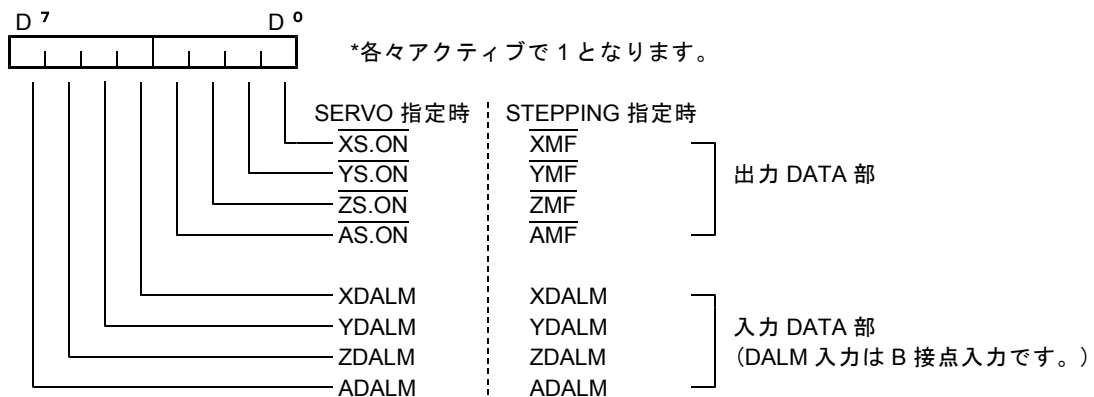 D 7 D 0
*各々アクティブで1となります。
SERVO 指定時 STEPPING 指定時
XS.ON XMF
YS.ON YMF
出力 DATA 部
ZS.ON ZMF
AS.ON AMF
XDALM XDALM
YDALM YDALM
入力 DATA 部
ZDALM ZDALM
(DALM 入力は B 接点入力です。)
ADALM ADALM